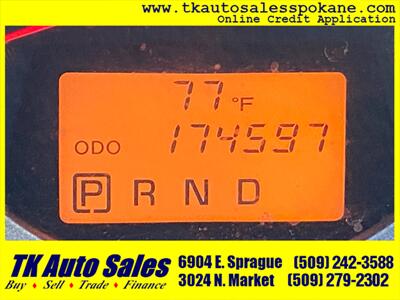 www.tkautosalesspokane.com
Online Credit Application
77 °F
ODO 174597
P R N D
TK Auto Sales
Buy • Sell • Trade • Finance
6904 E. Sprague (509) 242-3588
3024 N. Market (509) 279-2302